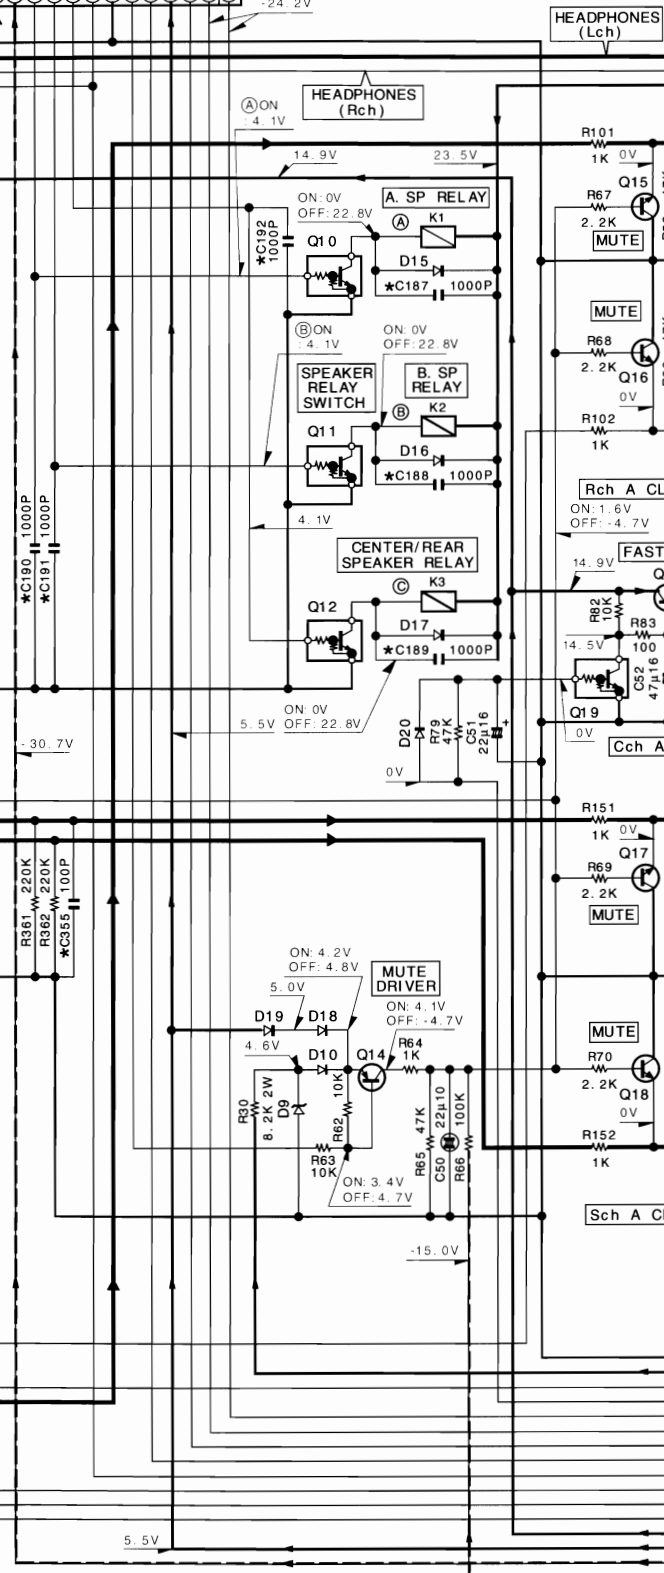 -24.2V
HEADPHONES
(Lch)
HEADPHONES
(Rch)
Ⓐ ON
: 4.1V
R101
1K
0V
14.9V
23.5V
Q15
R67
2.2K
MUTE
ON: 0V
OFF: 22.8V
A. SP RELAY
Ⓐ
K1
★C192
1000P
Q10
D15
★C187
1000P
MUTE
R68
2.2K
Q16
0V
R102
1K
Ⓑ ON
: 4.1V
ON: 0V
OFF: 22.8V
SPEAKER
RELAY
SWITCH
B. SP
RELAY
Ⓑ
K2
Q11
D16
★C188
1000P
★C190 1000P
★C191 1000P
4.1V
Rch A CL
ON: 1.6V
OFF: -4.7V
CENTER/REAR
SPEAKER RELAY
FAST
14.9V
Ⓒ
K3
Q12
D17
★C189
1000P
R82
10K
R83
100
14.5V
C52
47µ16
Q19
0V
Cch A
5.5V
ON: 0V
OFF: 22.8V
D20
R79
47K
C51
22µ16
+
0V
-30.7V
R151
1K
0V
Q17
R69
2.2K
MUTE
R361 220K
R362 220K
★C355 100P
ON: 4.2V
OFF: 4.8V
MUTE
DRIVER
5.0V
D19
D18
ON: 4.1V
OFF: -4.7V
4.6V
D10
Q14
R64
1K
MUTE
R70
2.2K
Q18
0V
R30
8.2K 2W
D9
R62 10K
R63
10K
R65 47K
C50 22µ10
R66 100K
R152
1K
ON: 3.4V
OFF: 4.7V
Sch A C
-15.0V
5.5V